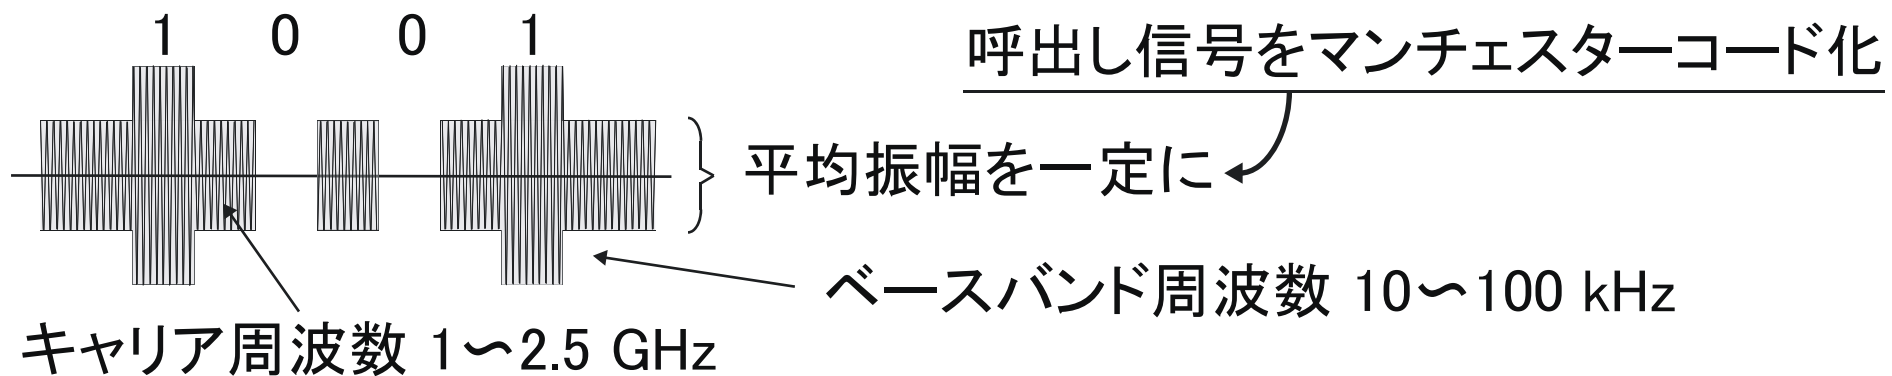 1 0 0 1
呼出し信号をマンチェスターコード化
平均振幅を一定に
ベースバンド周波数 10～100 kHz
キャリア周波数 1～2.5 GHz